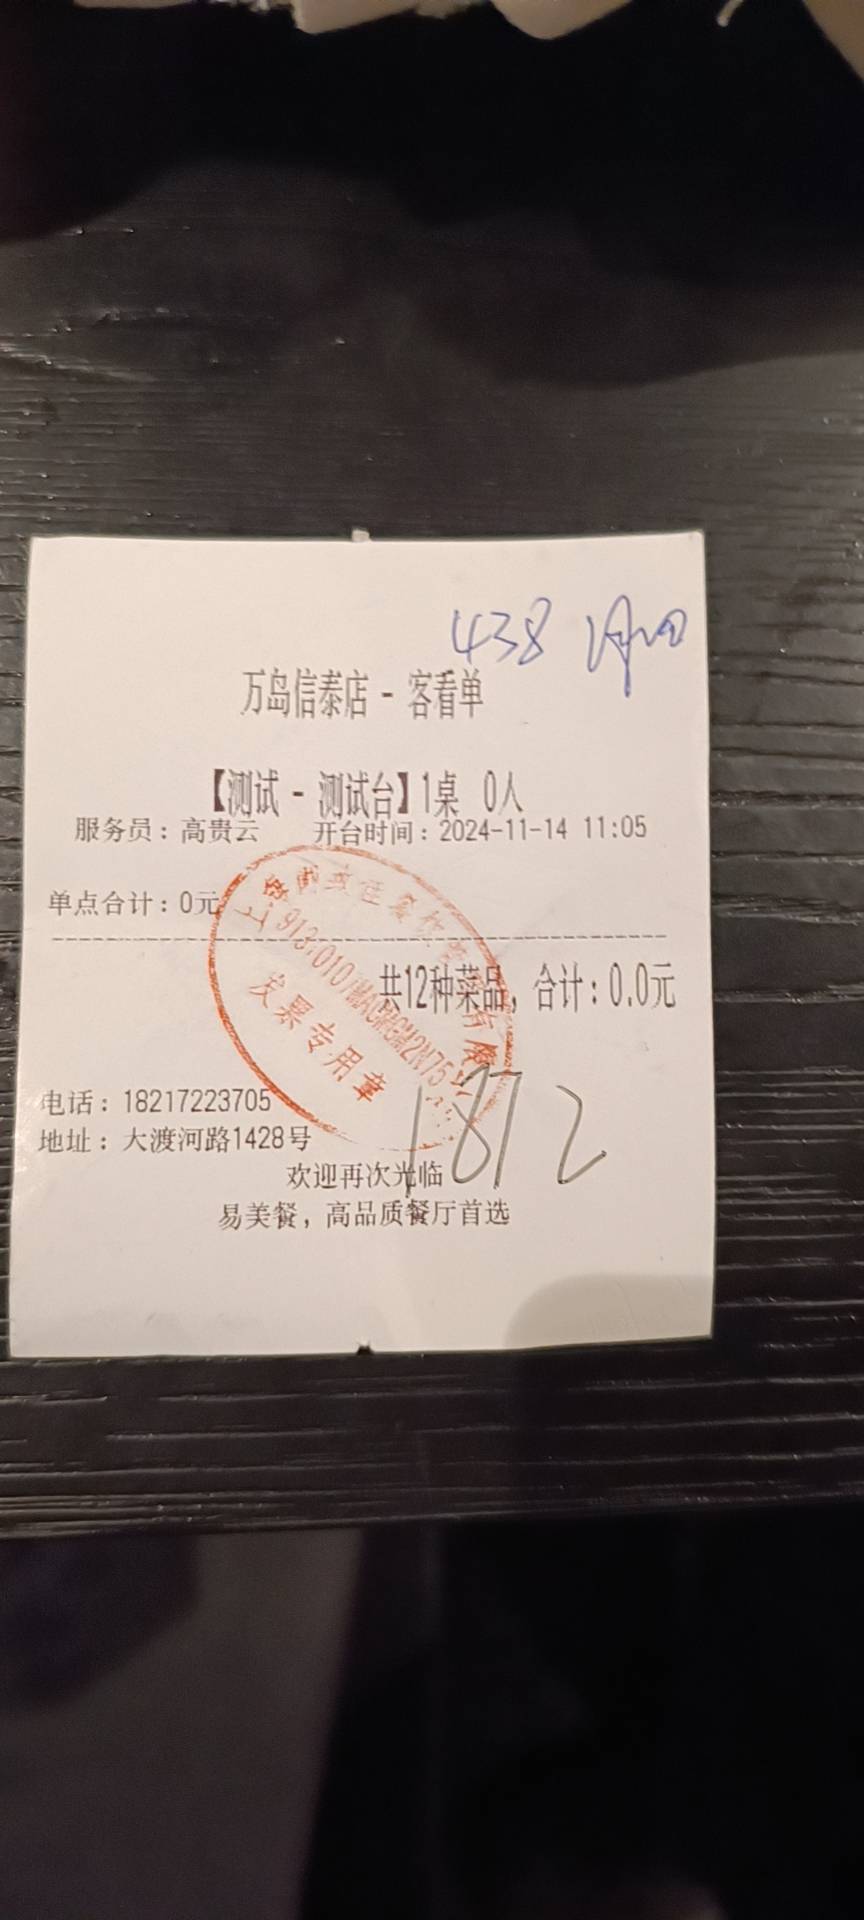 438
万岛信泰店 - 客看单
【测试 - 测试台】1桌 0人
服务员：高贵云 开台时间：2024-11-14 11:05
单点合计：0元
共12种菜品，合计：0.0元
发票专用章
1872
电话：18217223705
地址：大渡河路1428号
欢迎再次光临
易美餐，高品质餐厅首选